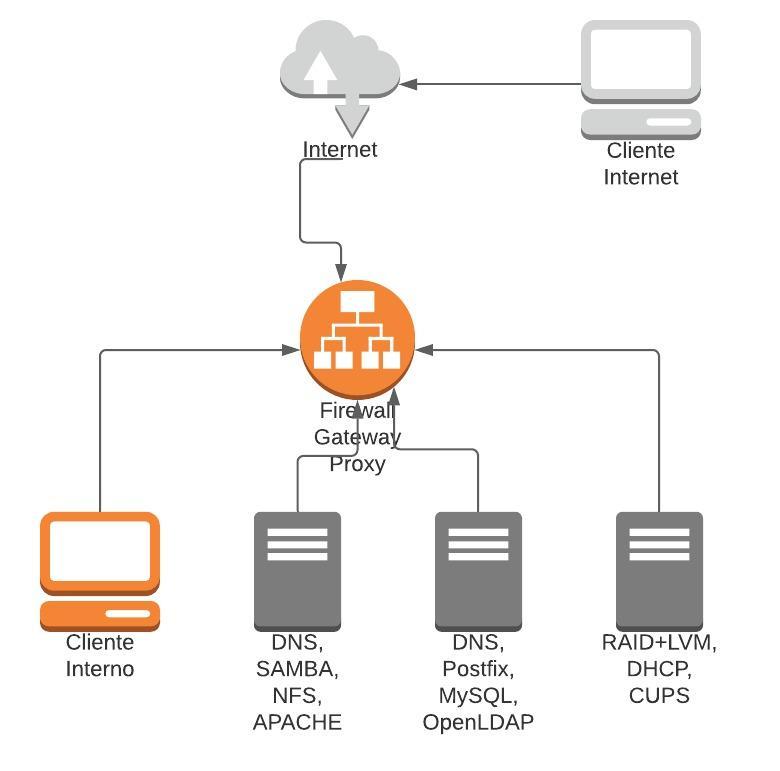 Internet
Cliente
Internet
Firewall
Gateway
Proxy
Cliente
Interno
DNS,
SAMBA,
NFS,
APACHE
DNS,
Postfix,
MySQL,
OpenLDAP
RAID+LVM,
DHCP,
CUPS